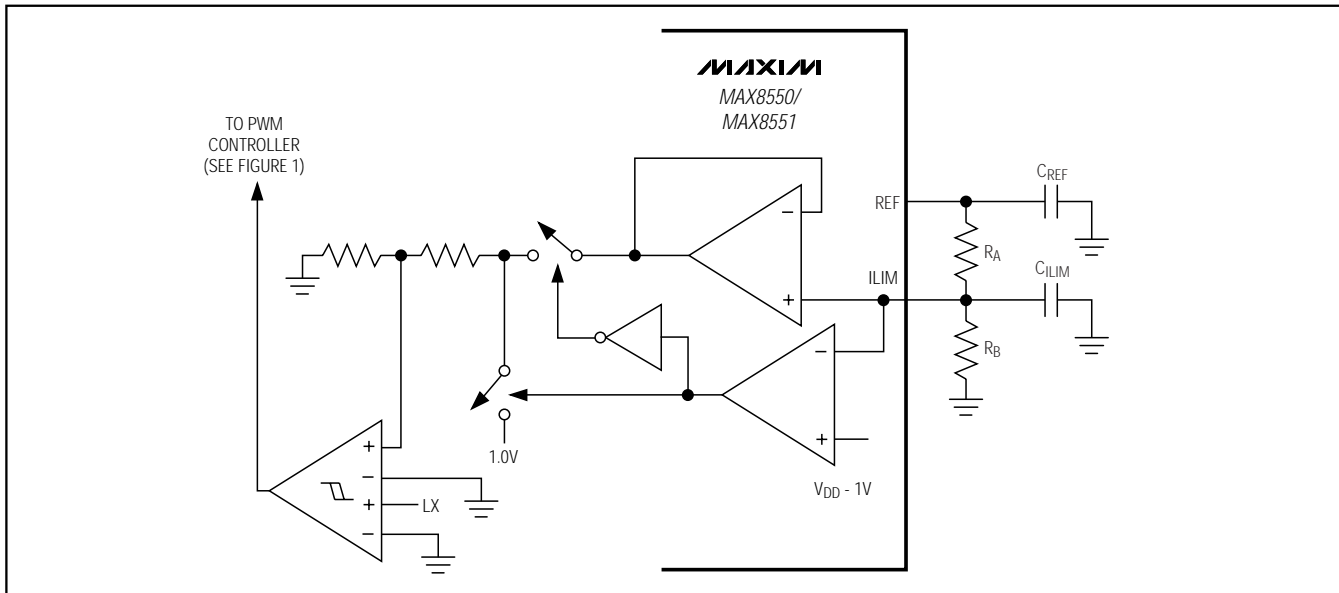 MAXIM
MAX8550/
MAX8551
TO PWM
CONTROLLER
(SEE FIGURE 1)
CREF
REF
−
RA
ILIM
CILIM
+
−
RB
+
1.0V
VDD - 1V
+
−
+
LX
−